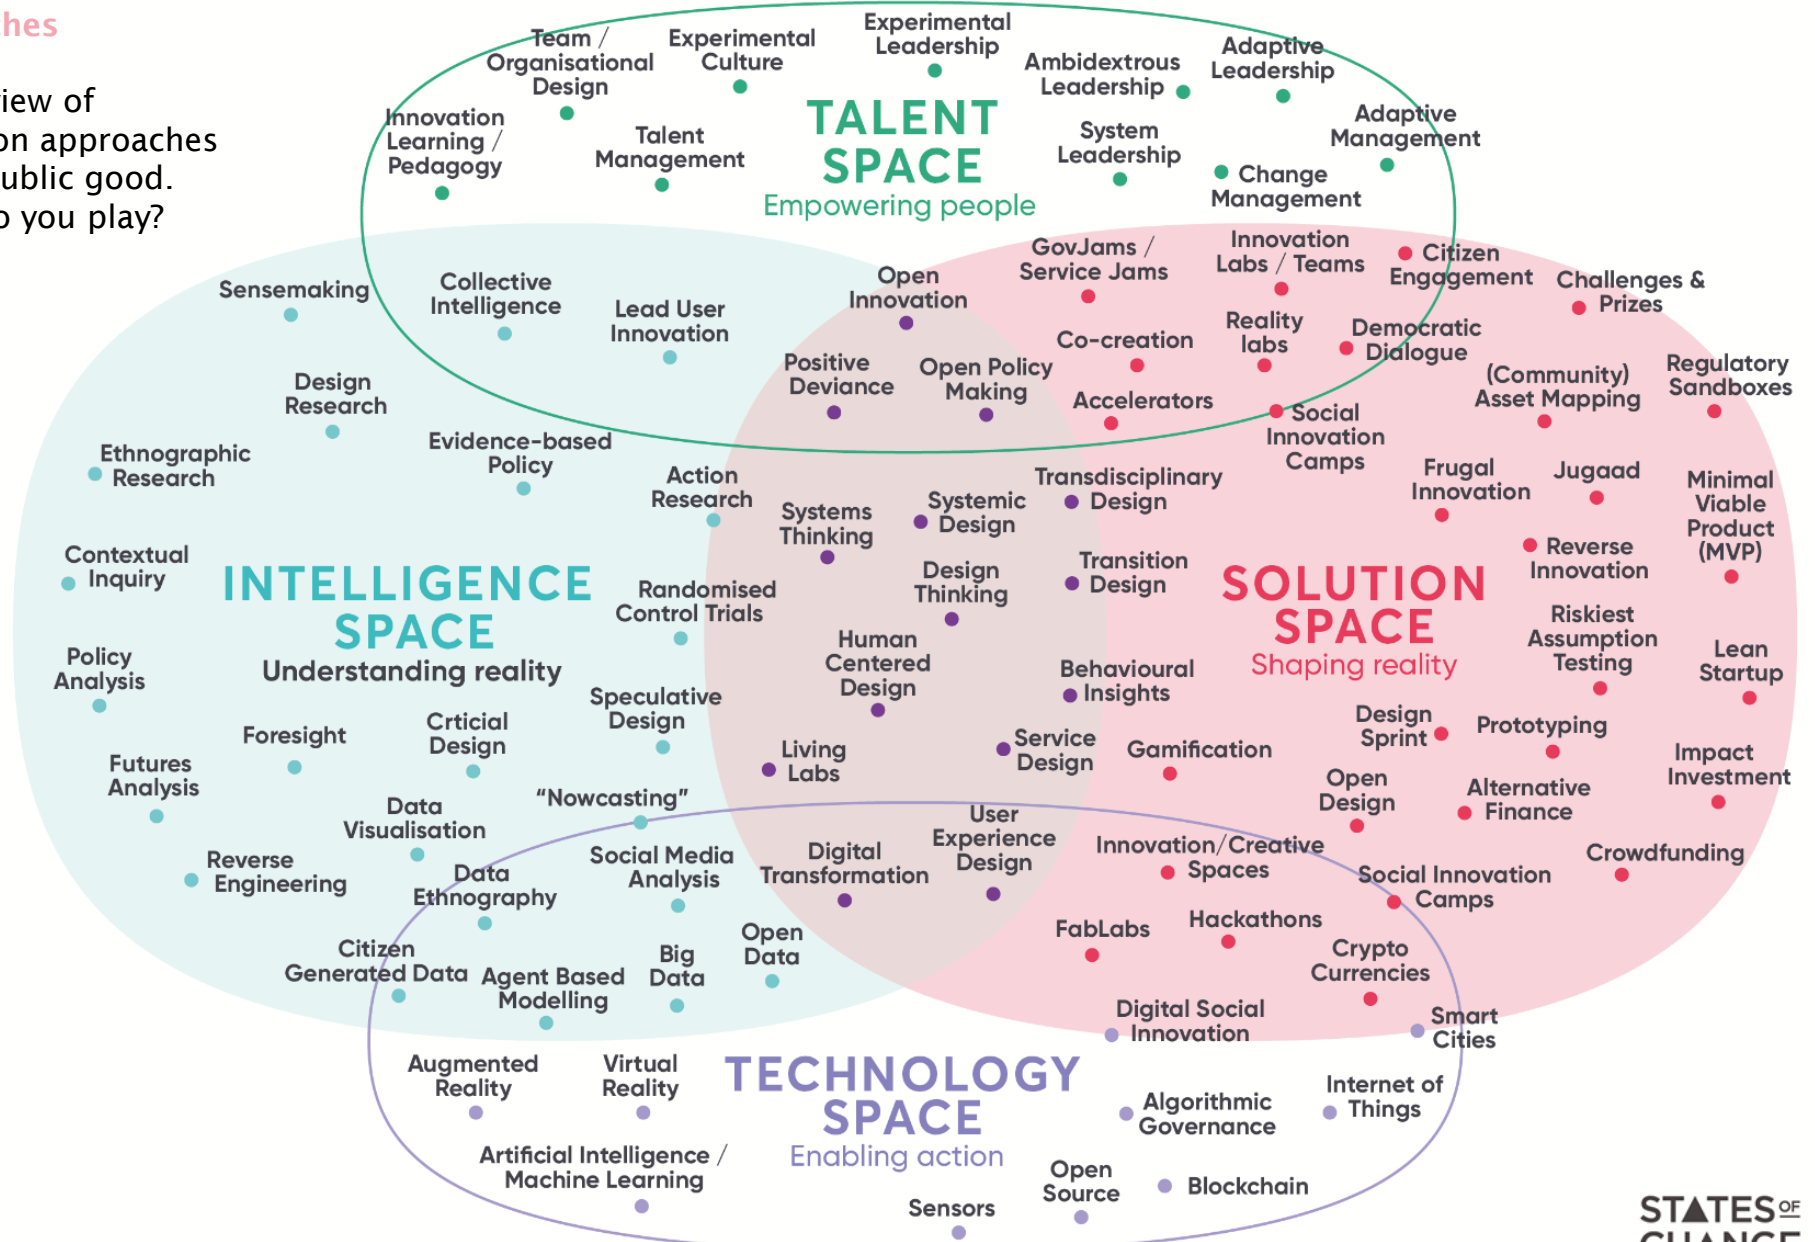 hes
iew of
on approaches
ublic good.
o you play?
Team /
Organisational
Design
Experimental
Culture
Experimental
Leadership
Ambidextrous
Leadership
Adaptive
Leadership
Innovation
Learning /
Pedagogy
Talent
Management
TALENT
SPACE
Empowering people
System
Leadership
Change
Management
Adaptive
Management
Sensemaking
Collective
Intelligence
Lead User
Innovation
Open
Innovation
GovJams /
Service Jams
Innovation
Labs / Teams
Citizen
Engagement
Challenges &
Prizes
Design
Research
Positive
Deviance
Open Policy
Making
Co-creation
Reality
labs
Democratic
Dialogue
(Community)
Asset Mapping
Regulatory
Sandboxes
Accelerators
Social
Innovation
Camps
Ethnographic
Research
Evidence-based
Policy
Action
Research
Systems
Thinking
Systemic
Design
Transdisciplinary
Design
Frugal
Innovation
Jugaad
Minimal
Viable
Product
(MVP)
Contextual
Inquiry
INTELLIGENCE
SPACE
Understanding reality
Randomised
Control Trials
Design
Thinking
Transition
Design
SOLUTION
SPACE
Shaping reality
Reverse
Innovation
Riskiest
Assumption
Testing
Lean
Startup
Policy
Analysis
Human
Centered
Design
Behavioural
Insights
Foresight
Crticial
Design
Speculative
Design
Living
Labs
Service
Design
Gamification
Design
Sprint
Prototyping
Impact
Investment
Futures
Analysis
Data
Visualisation
“Nowcasting”
Open
Design
Alternative
Finance
Reverse
Engineering
Data
Ethnography
Social Media
Analysis
Digital
Transformation
User
Experience
Design
Innovation/Creative
Spaces
Social Innovation
Camps
Crowdfunding
Citizen
Generated Data
Agent Based
Modelling
Big
Data
Open
Data
FabLabs
Hackathons
Crypto
Currencies
Digital Social
Innovation
Smart
Cities
Augmented
Reality
Virtual
Reality
TECHNOLOGY
SPACE
Enabling action
Algorithmic
Governance
Internet of
Things
Artificial Intelligence /
Machine Learning
Sensors
Open
Source
Blockchain
STATES OF
CHANGE